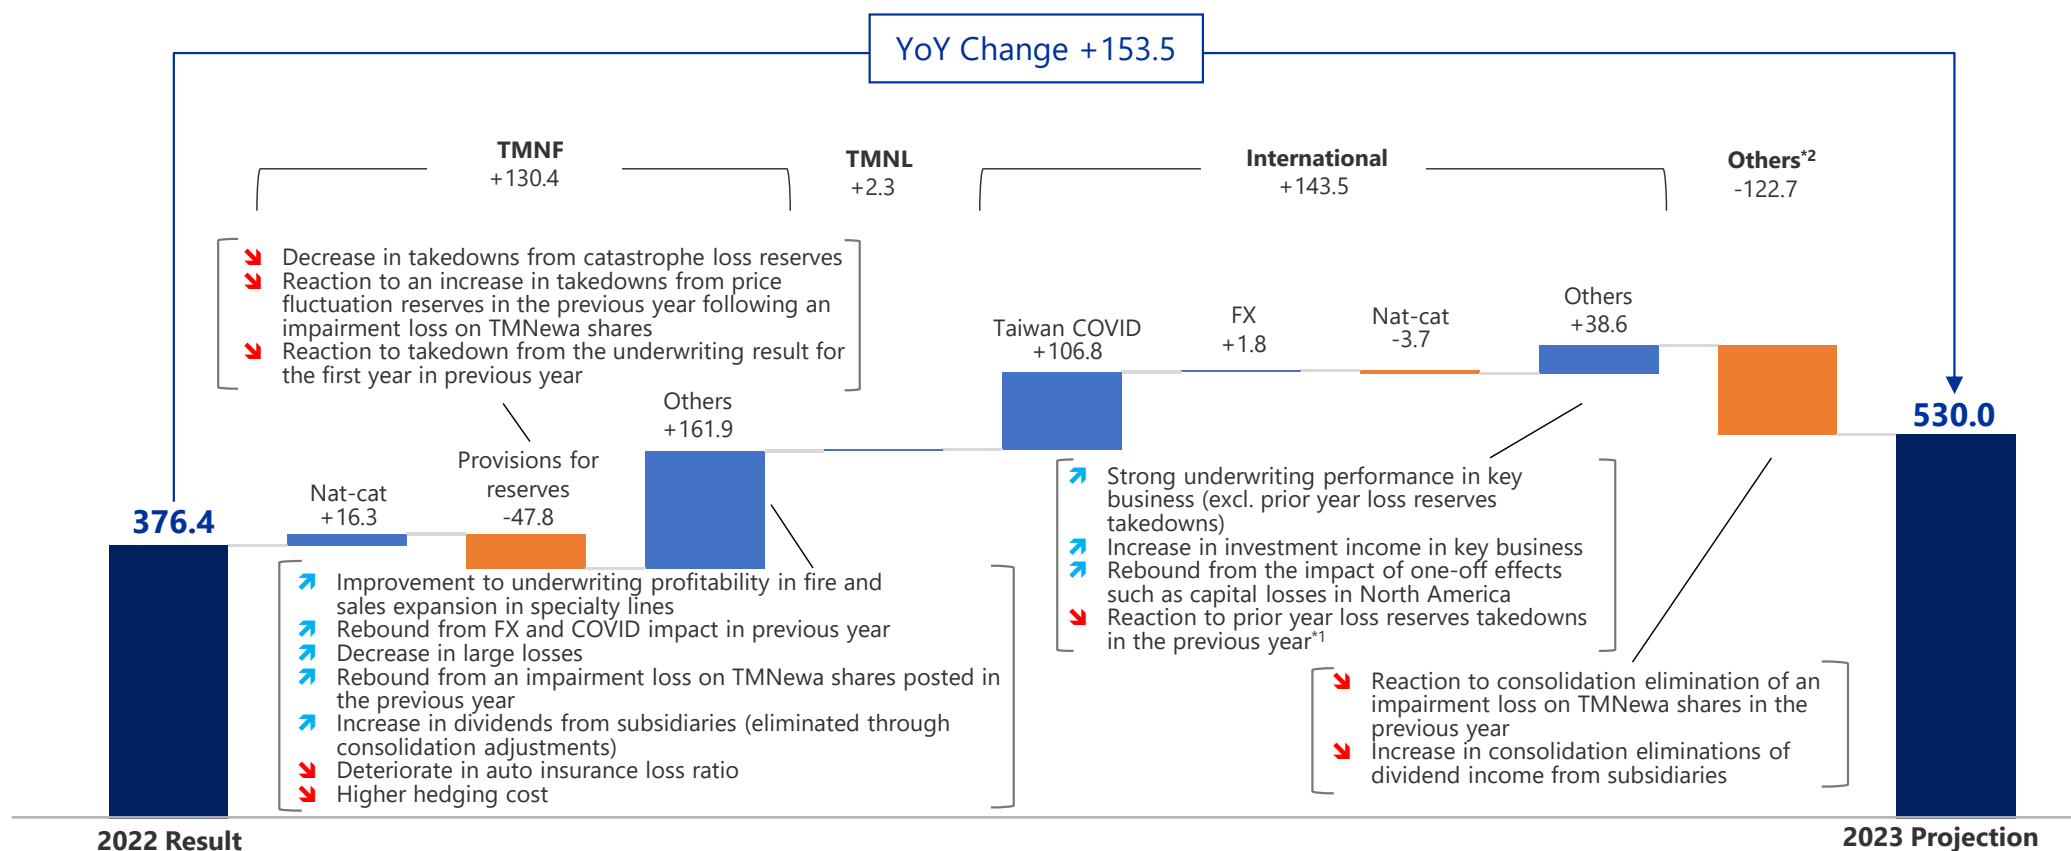 YoY Change +153.5
TMNF
+130.4
TMNL
+2.3
International
+143.5
Others*2
-122.7
Decrease in takedowns from catastrophe loss reserves
Reaction to an increase in takedowns from price
fluctuation reserves in the previous year following an
impairment loss on TMNewa shares
Reaction to takedown from the underwriting result for
the first year in previous year
376.4
Nat-cat
+16.3
Provisions for
reserves
-47.8
Others
+161.9
Taiwan COVID
+106.8
FX
+1.8
Nat-cat
-3.7
Others
+38.6
530.0
Improvement to underwriting profitability in fire and
sales expansion in specialty lines
Rebound from FX and COVID impact in previous year
Decrease in large losses
Rebound from an impairment loss on TMNewa shares posted in
the previous year
Increase in dividends from subsidiaries (eliminated through
consolidation adjustments)
Deteriorate in auto insurance loss ratio
Higher hedging cost
Strong underwriting performance in key
business (excl. prior year loss reserves
takedowns)
Increase in investment income in key business
Rebound from the impact of one-off effects
such as capital losses in North America
Reaction to prior year loss reserves takedowns
in the previous year*1
Reaction to consolidation elimination of an
impairment loss on TMNewa shares in the
previous year
Increase in consolidation eliminations of
dividend income from subsidiaries
2022 Result
2023 Projection